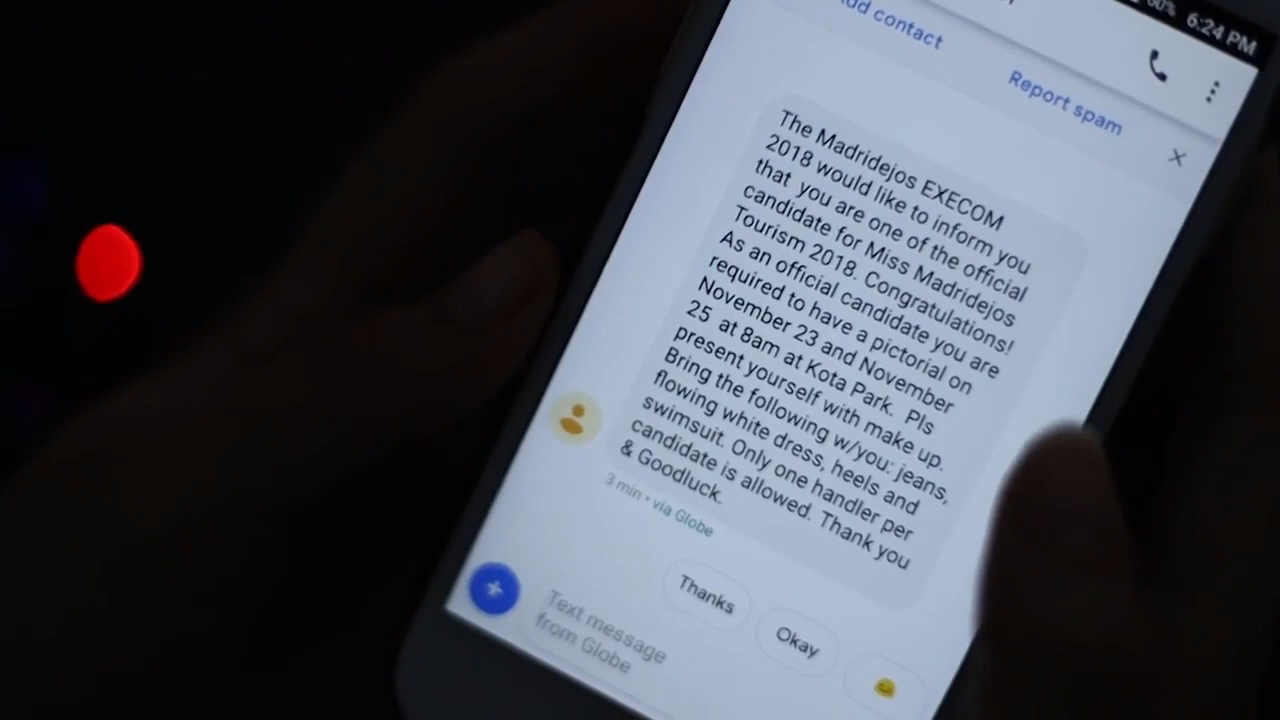 60% 6:24 PM
contact
Report spam
The Madridejos EXECOM
2018 would like to inform you
that you are one of the official
candidate for Miss Madridejos
Tourism 2018. Congratulations!
As an official candidate you are
required to have a pictorial on
November 23 and November
25 at 8am at Kota Park. Pls
present yourself with make up.
Bring the following w/you: jeans,
flowing white dress, heels and
swimsuit. Only one handler per
candidate is allowed. Thank you
& Goodluck.
3 min • via Globe
Thanks
Okay
Text message
from Globe